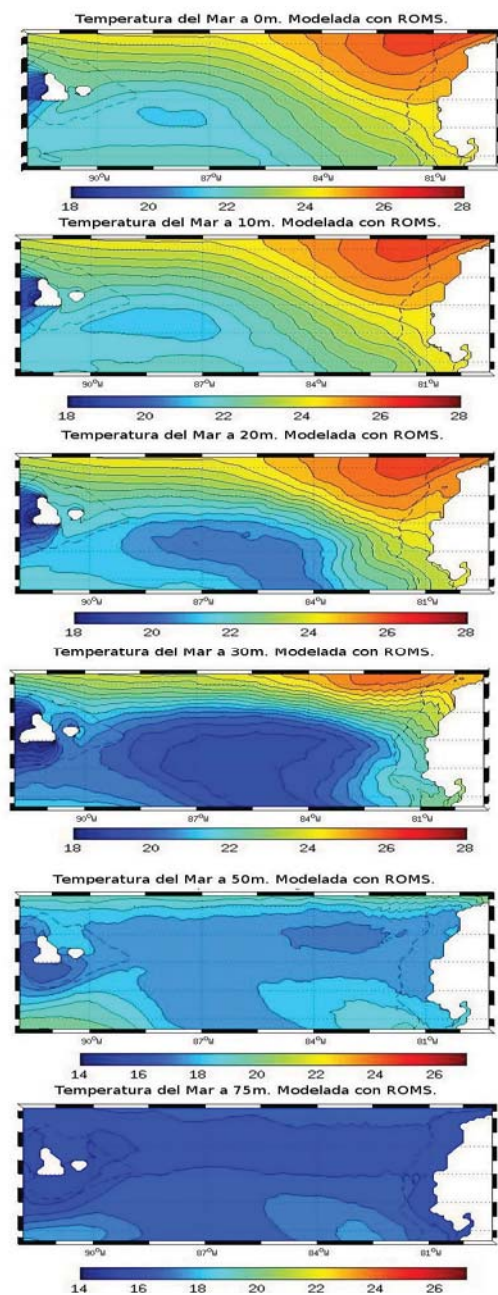 Temperatura del Mar a 0m. Modelada con ROMS.
90°W 87°W 84°W 81°W
18 20 22 24 26 28
Temperatura del Mar a 10m. Modelada con ROMS.
90°W 87°W 84°W 81°W
18 20 22 24 26 28
Temperatura del Mar a 20m. Modelada con ROMS.
90°W 87°W 84°W 81°W
18 20 22 24 26 28
Temperatura del Mar a 30m. Modelada con ROMS.
90°W 87°W 84°W 81°W
18 20 22 24 26 28
Temperatura del Mar a 50m. Modelada con ROMS.
90°W 87°W 84°W 81°W
14 16 18 20 22 24 26
Temperatura del Mar a 75m. Modelada con ROMS.
90°W 87°W 84°W 81°W
14 16 18 20 22 24 26